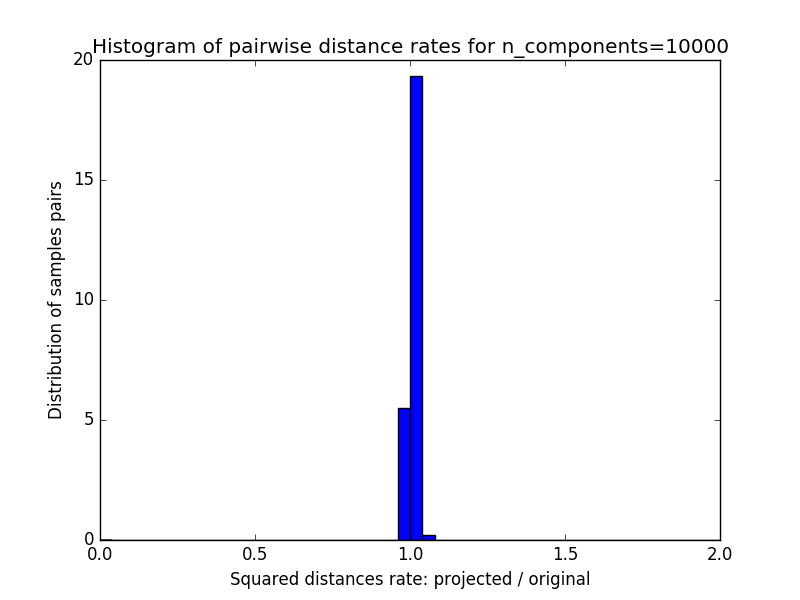 Histogram of pairwise distance rates for n_components=10000
20
15
10
5
0
Distribution of samples pairs
0.0 0.5 1.0 1.5 2.0
Squared distances rate: projected / original